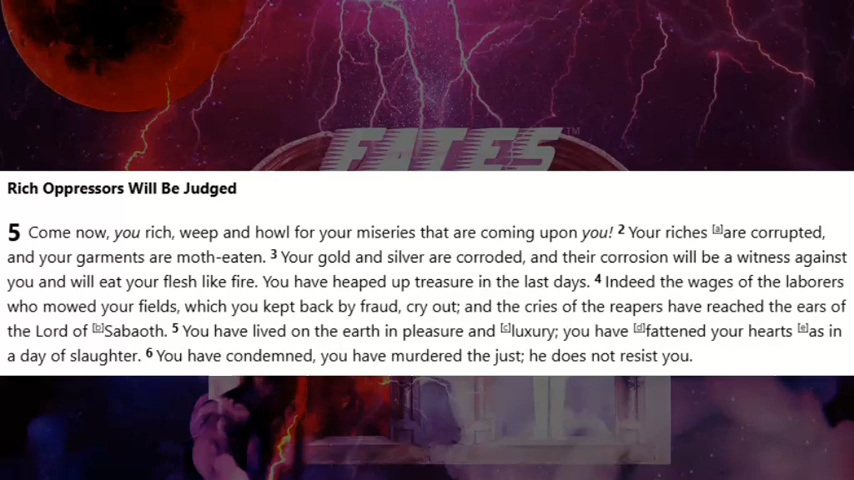 FATES™
Rich Oppressors Will Be Judged
5 Come now, you rich, weep and howl for your miseries that are coming upon you! 2 Your riches [a]are corrupted,
and your garments are moth-eaten. 3 Your gold and silver are corroded, and their corrosion will be a witness against
you and will eat your flesh like fire. You have heaped up treasure in the last days. 4 Indeed the wages of the laborers
who mowed your fields, which you kept back by fraud, cry out; and the cries of the reapers have reached the ears of
the Lord of [b]Sabaoth. 5 You have lived on the earth in pleasure and [c]luxury; you have [d]fattened your hearts [e]as in
a day of slaughter. 6 You have condemned, you have murdered the just; he does not resist you.